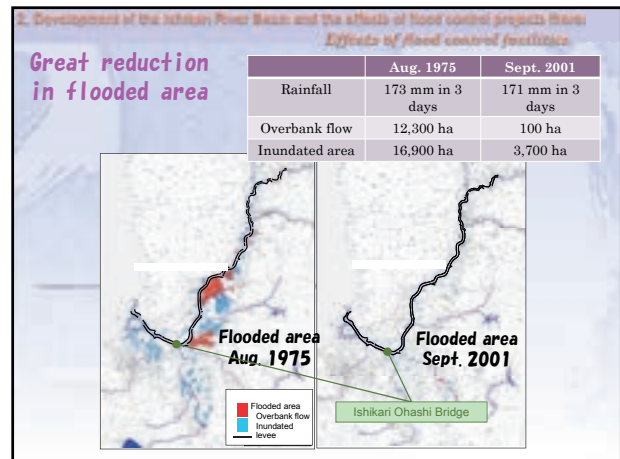 2. Development of the Ishikari River Basin and the effects of flood control projects there
Effects of flood control facilities
Great reduction
in flooded area
Aug. 1975 Sept. 2001
Rainfall 173 mm in 3 days 171 mm in 3 days
Overbank flow 12,300 ha 100 ha
Inundated area 16,900 ha 3,700 ha
Flooded area
Aug. 1975
Flooded area
Sept. 2001
Flooded area
Overbank flow
Inundated
levee
Ishikari Ohashi Bridge